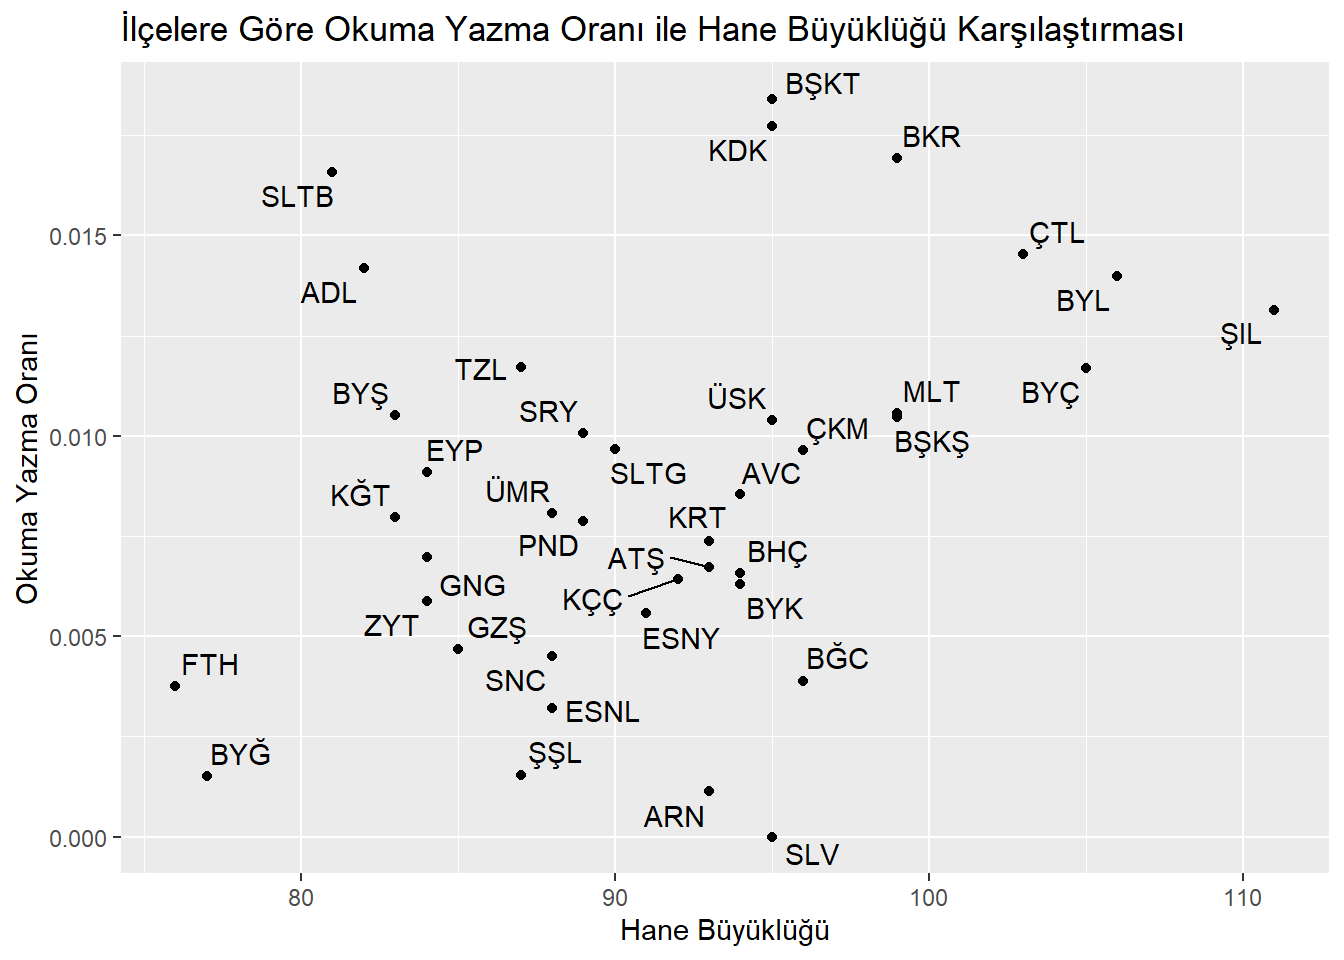 İlçelere Göre Okuma Yazma Oranı ile Hane Büyüklüğü Karşılaştırması
BŞKT
KDK
BKR
SLTB
ÇTL
0.015
ADL
BYL
ŞIL
TZL
BYŞ
ÜSK
MLT
BYÇ
SRY
ÇKM
0.010
BŞKŞ
EYP
SLTG
AVC
KĞT
ÜMR
KRT
PND
ATŞ
BHÇ
GNG
KÇÇ
BYK
ZYT
GZŞ
0.005
ESNY
FTH
SNC
BĞC
ESNL
BYĞ
ŞŞL
ARN
0.000
SLV
80
90
100
110
Hane Büyüklüğü
Okuma Yazma Oranı